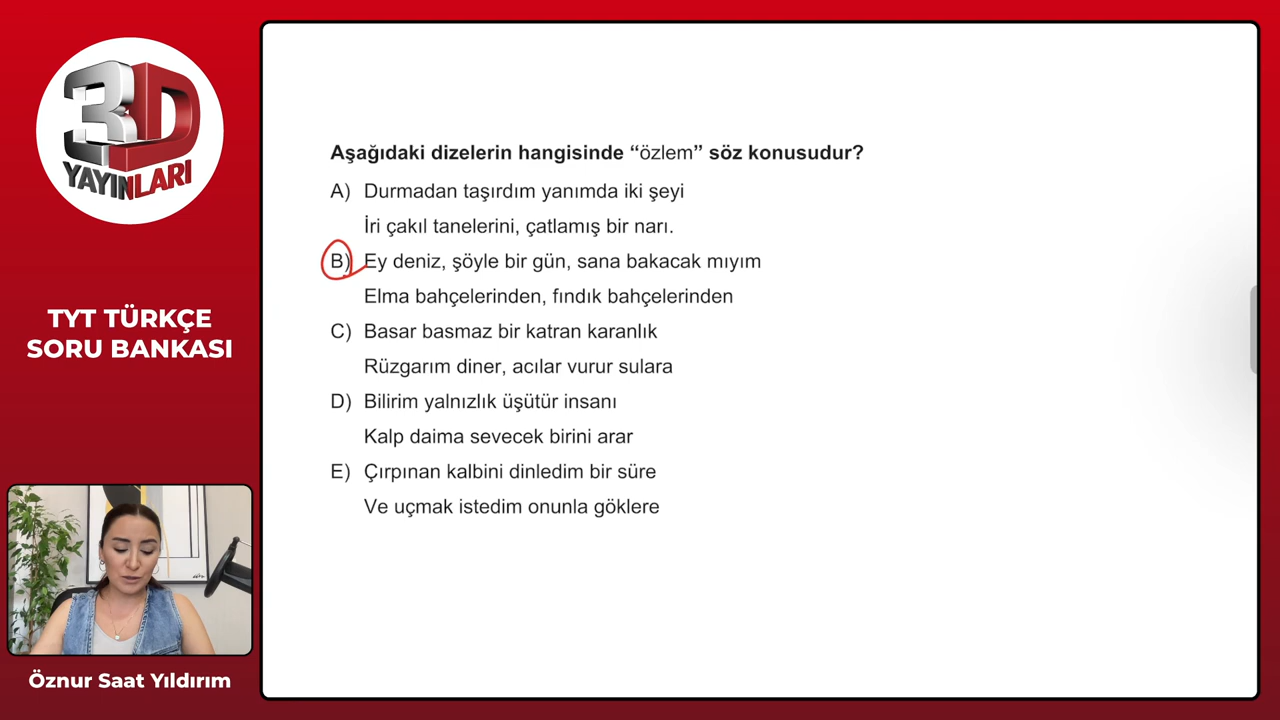 3D
YAYINLARI
TYT TÜRKÇE
SORU BANKASI
Öznur Saat Yıldırım
Aşağıdaki dizelerin hangisinde “özlem” söz konusudur?
A) Durmadan taşırdım yanımda iki şeyi
İri çakıl tanelerini, çatlamış bir narı.
B) Ey deniz, şöyle bir gün, sana bakacak mıyım
Elma bahçelerinden, fındık bahçelerinden
C) Basar basmaz bir katran karanlık
Rüzgarım diner, acılar vurur sulara
D) Bilirim yalnızlık üşütür insanı
Kalp daima sevecek birini arar
E) Çırpınan kalbini dinledim bir süre
Ve uçmak istedim onunla göklere